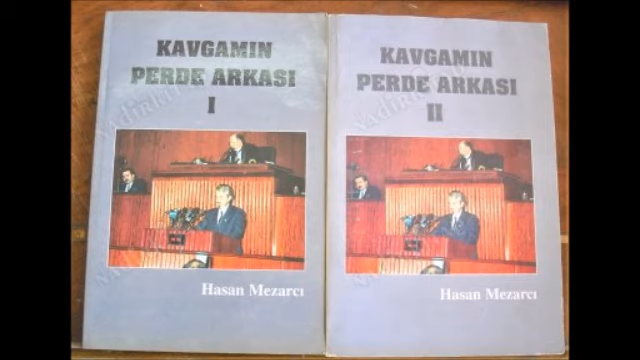 KAVGAMIN
PERDE ARKASI
I
Hasan Mezarcı
KAVGAMIN
PERDE ARKASI
II
Hasan Mezarcı